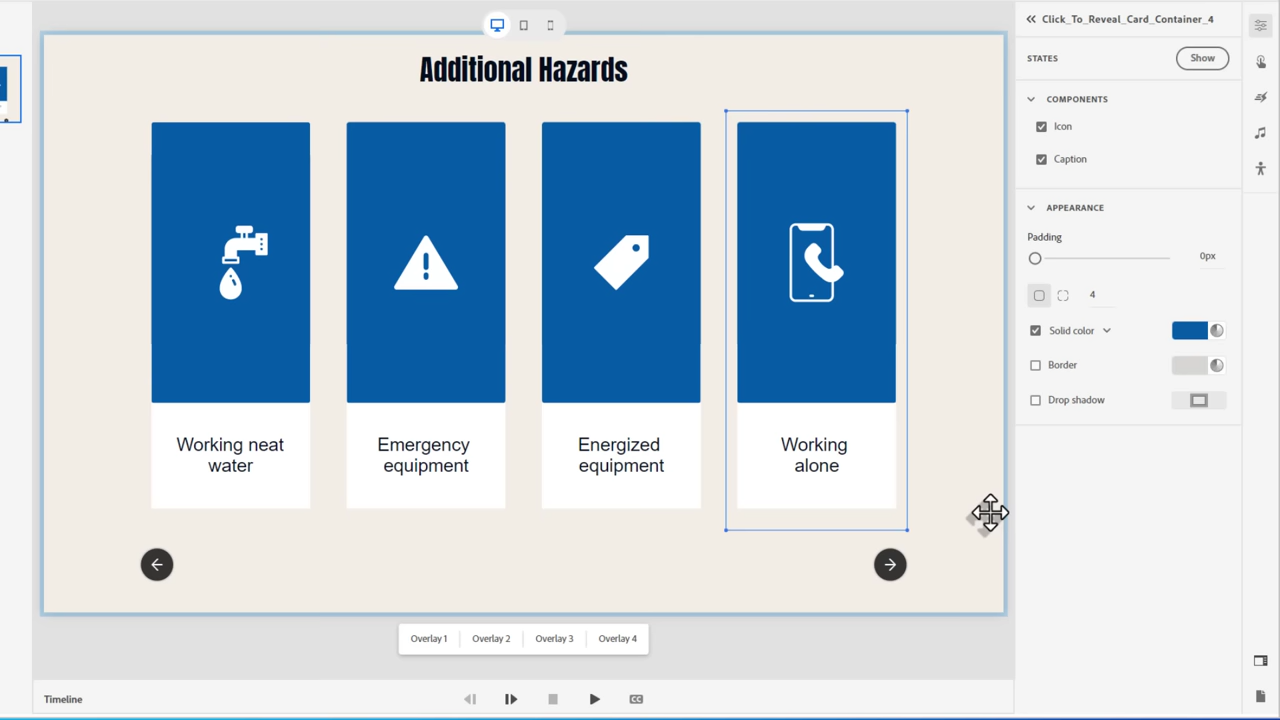 Click_To_Reveal_Card_Container_4
Additional Hazards
STATES
Show
COMPONENTS
Icon
Caption
APPEARANCE
Padding
0px
4
Solid color
Border
Drop shadow
Working neat
water
Emergency
equipment
Energized
equipment
Working
alone
Overlay 1
Overlay 2
Overlay 3
Overlay 4
Timeline
CC